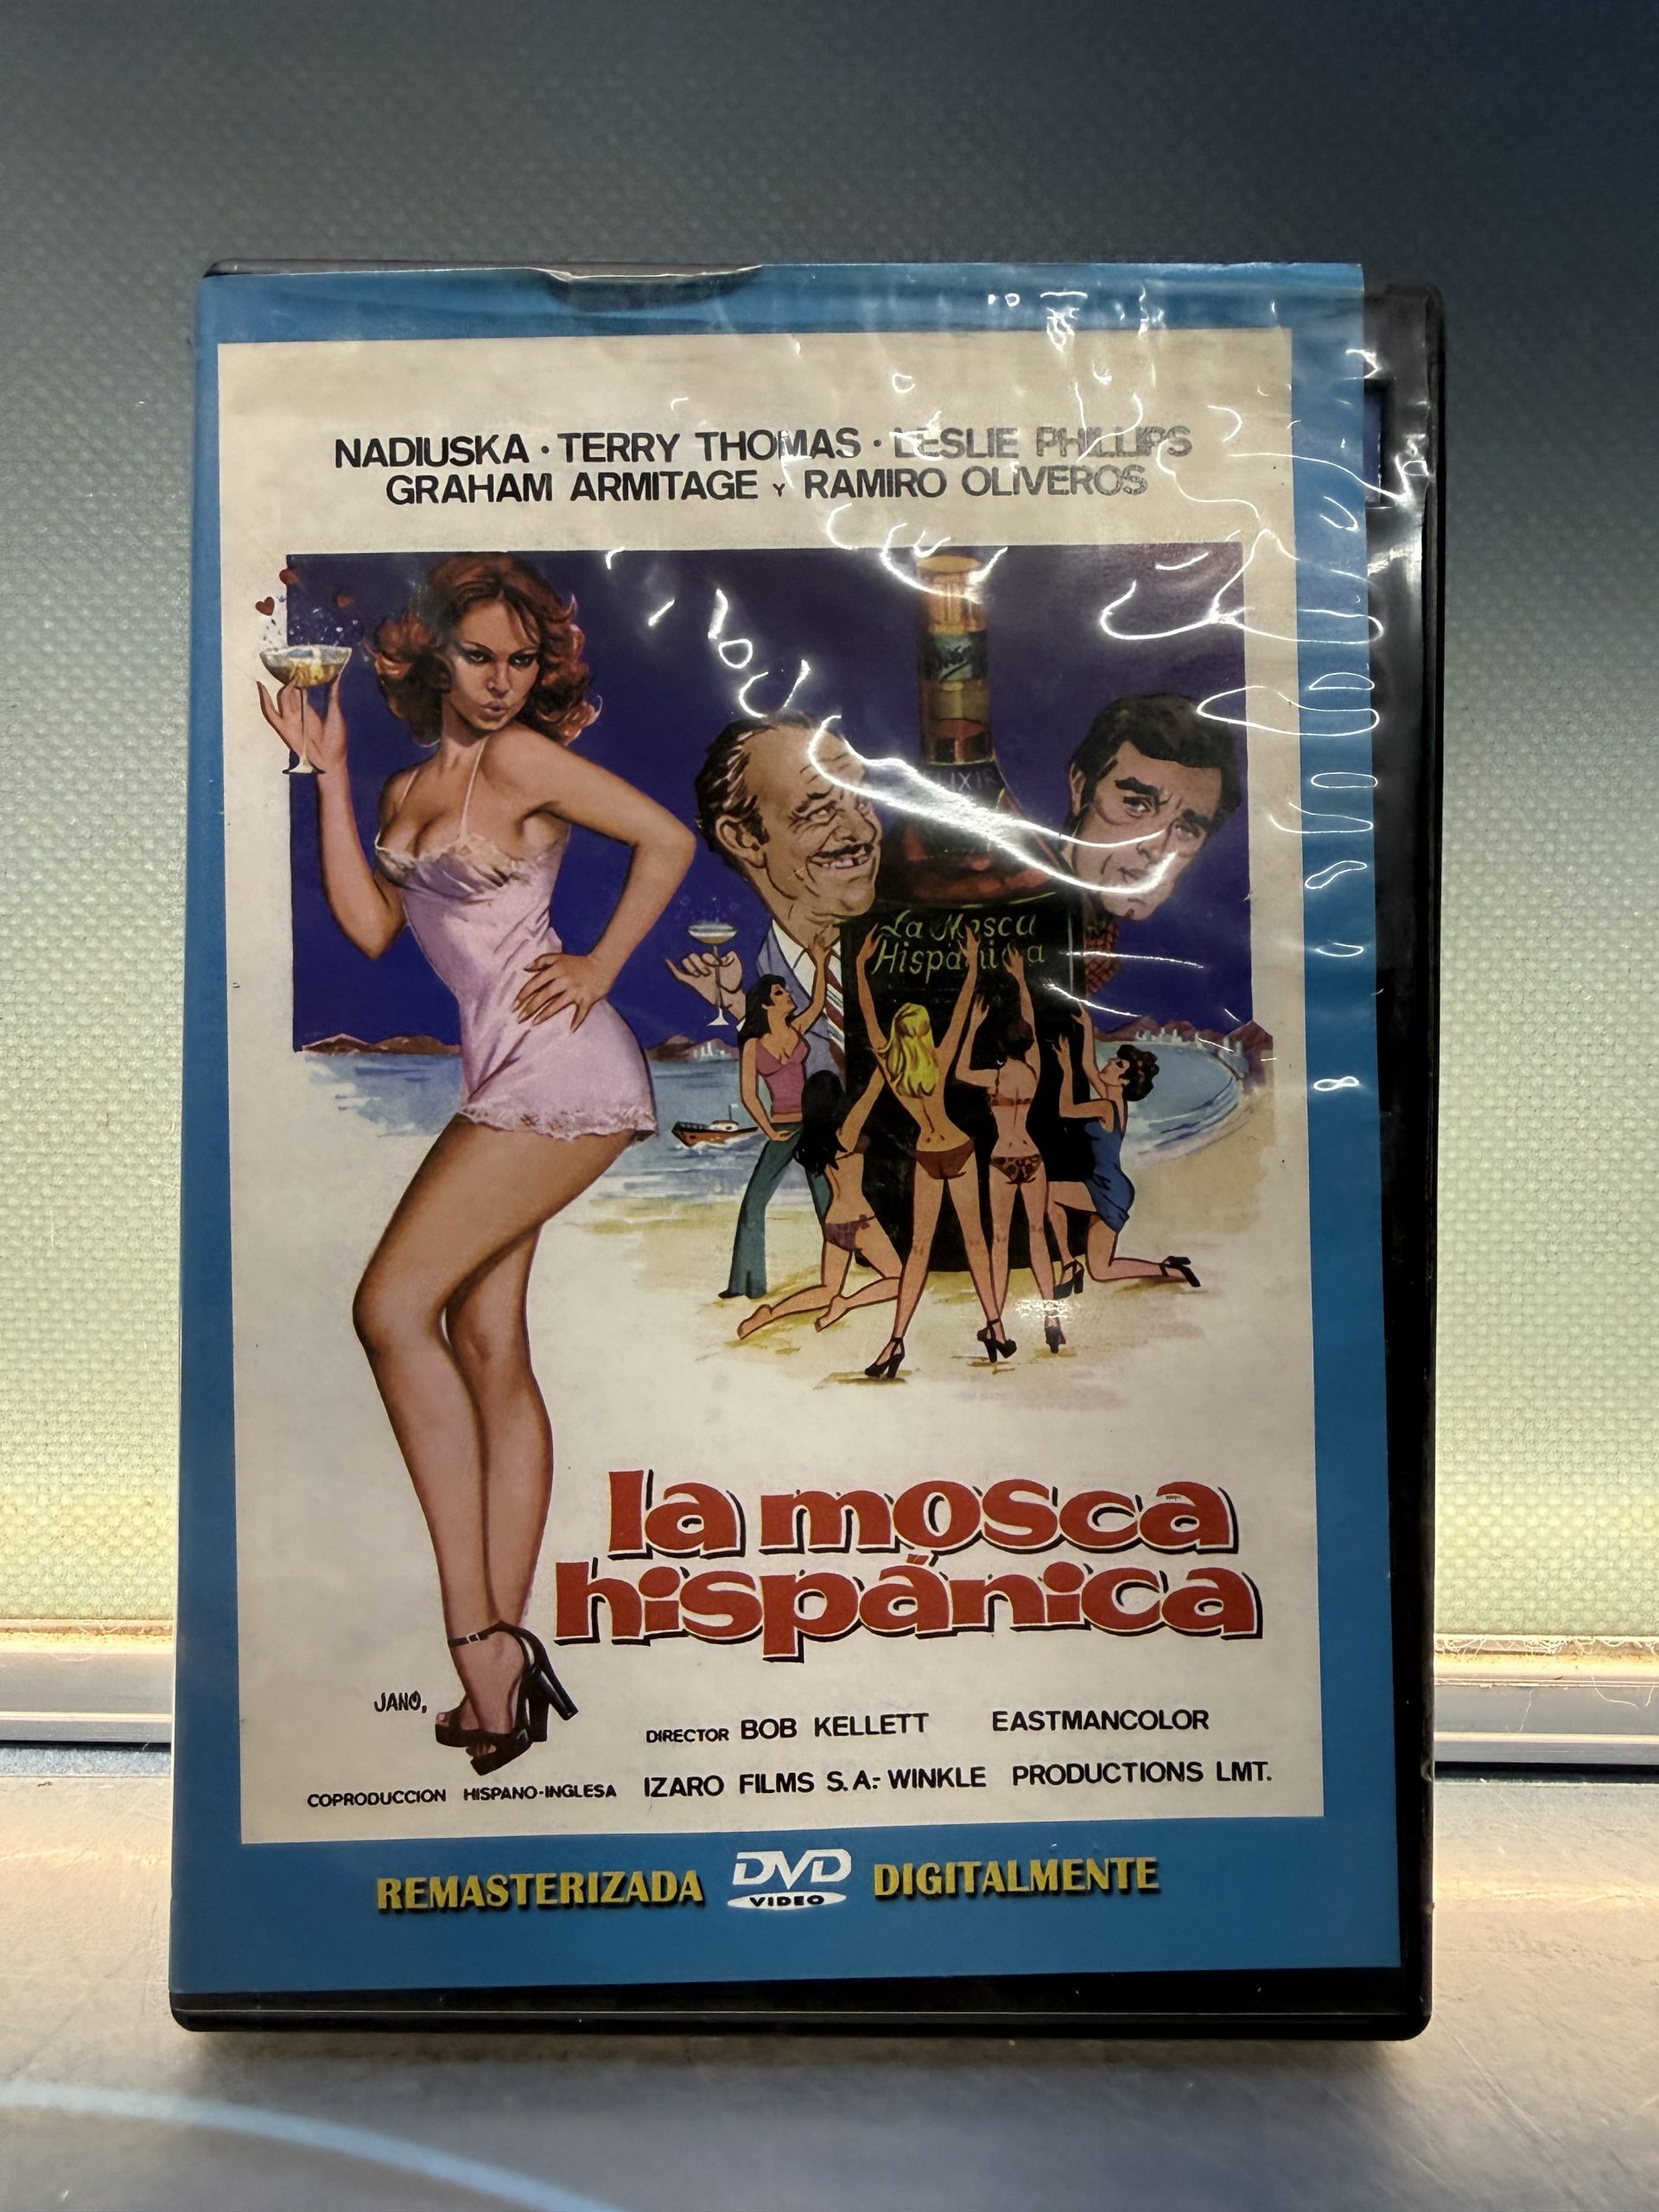 NADIUSKA · TERRY THOMAS · LESLIE PHILLIPS
GRAHAM ARMITAGE Y RAMIRO OLIVEROS
La Mosca
Hispánica
la mosca
hispánica
JANO,
DIRECTOR BOB KELLETT EASTMANCOLOR
COPRODUCCION HISPANO-INGLESA IZARO FILMS S.A.- WINKLE PRODUCTIONS LMT.
REMASTERIZADA DVD VIDEO DIGITALMENTE